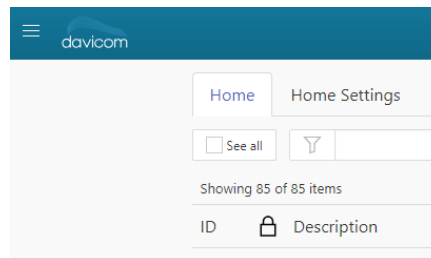 davicom
Home Home Settings
See all
Showing 85 of 85 items
ID Description